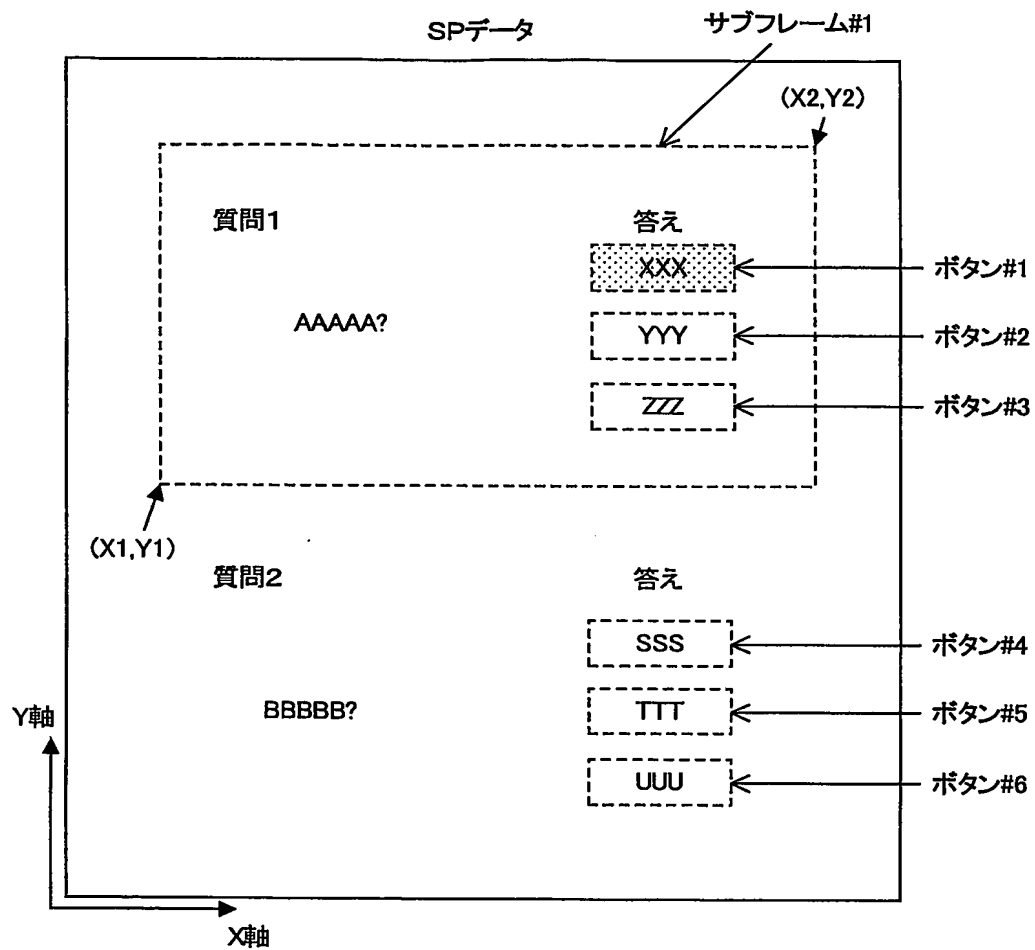 SPデータ
サブフレーム#1
(X2,Y2)
質問1
答え
XXX
ボタン#1
AAAAA?
YYY
ボタン#2
ZZZ
ボタン#3
(X1,Y1)
質問2
答え
SSS
ボタン#4
BBBBB?
TTT
ボタン#5
UUU
ボタン#6
Y軸
X軸